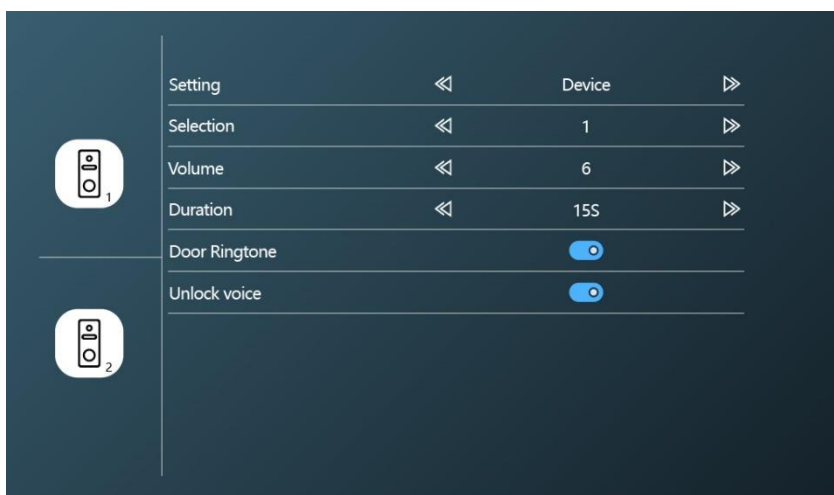 Setting Device
Selection 1
Volume 6
Duration 15S
Door Ringtone
Unlock voice
1
2